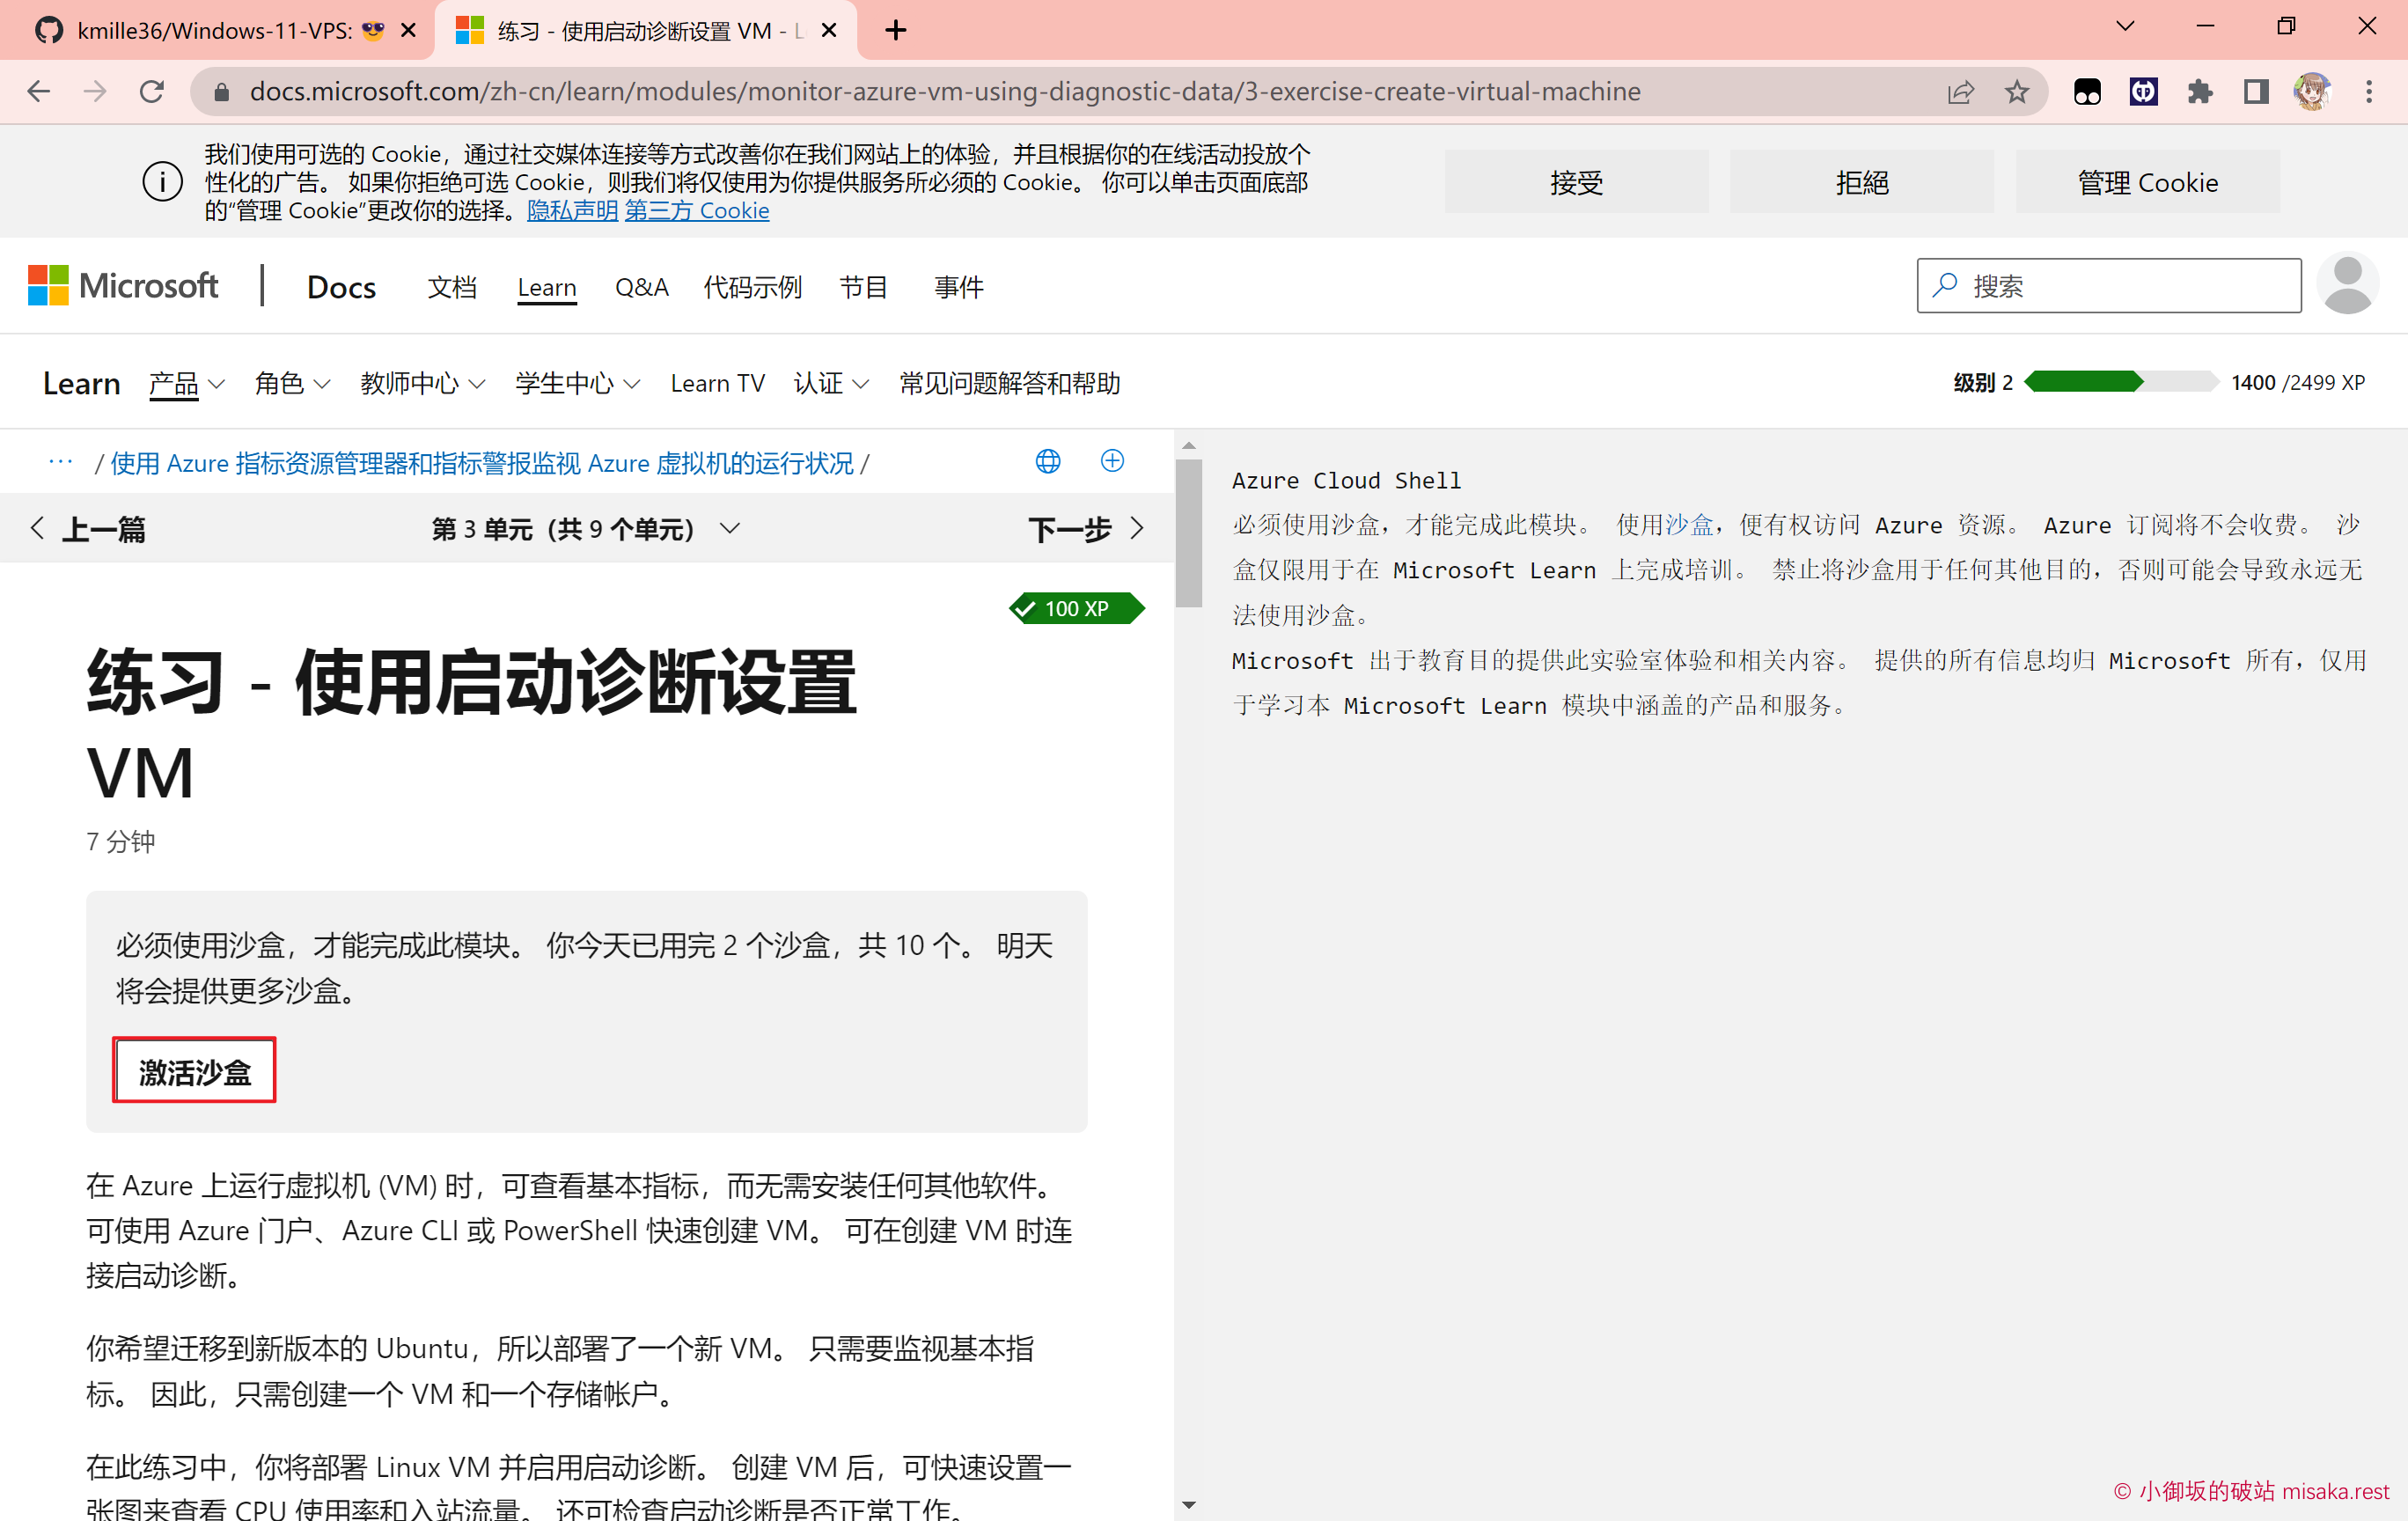 kmille36/Windows-11-VPS: 😎
练习 - 使用启动诊断设置 VM - L
docs.microsoft.com/zh-cn/learn/modules/monitor-azure-vm-using-diagnostic-data/3-exercise-create-virtual-machine
我们使用可选的 Cookie，通过社交媒体连接等方式改善你在我们网站上的体验，并且根据你的在线活动投放个
性化的广告。 如果你拒绝可选 Cookie，则我们将仅使用为你提供服务所必须的 Cookie。 你可以单击页面底部
的“管理 Cookie”更改你的选择。隐私声明 第三方 Cookie
接受
拒絕
管理 Cookie
Microsoft
Docs
文档
Learn
Q&A
代码示例
节目
事件
搜索
Learn
产品
角色
教师中心
学生中心
Learn TV
认证
常见问题解答和帮助
级别 2
1400 /2499 XP
··· / 使用 Azure 指标资源管理器和指标警报监视 Azure 虚拟机的运行状况 /
上一篇
第 3 单元（共 9 个单元）
下一步
100 XP
练习 - 使用启动诊断设置
VM
7 分钟
必须使用沙盒，才能完成此模块。 你今天已用完 2 个沙盒，共 10 个。 明天
将会提供更多沙盒。
激活沙盒
在 Azure 上运行虚拟机 (VM) 时，可查看基本指标，而无需安装任何其他软件。
可使用 Azure 门户、Azure CLI 或 PowerShell 快速创建 VM。 可在创建 VM 时连
接启动诊断。
你希望迁移到新版本的 Ubuntu，所以部署了一个新 VM。 只需要监视基本指
标。 因此，只需创建一个 VM 和一个存储帐户。
在此练习中，你将部署 Linux VM 并启用启动诊断。 创建 VM 后，可快速设置一
张图来查看 CPU 使用率和入站流量。 还可检查启动诊断是否正常工作。
Azure Cloud Shell
必须使用沙盒，才能完成此模块。 使用沙盒，便有权访问 Azure 资源。 Azure 订阅将不会收费。 沙
盒仅限用于在 Microsoft Learn 上完成培训。 禁止将沙盒用于任何其他目的，否则可能会导致永远无
法使用沙盒。
Microsoft 出于教育目的提供此实验室体验和相关内容。 提供的所有信息均归 Microsoft 所有，仅用
于学习本 Microsoft Learn 模块中涵盖的产品和服务。
© 小御坂的破站 misaka.rest